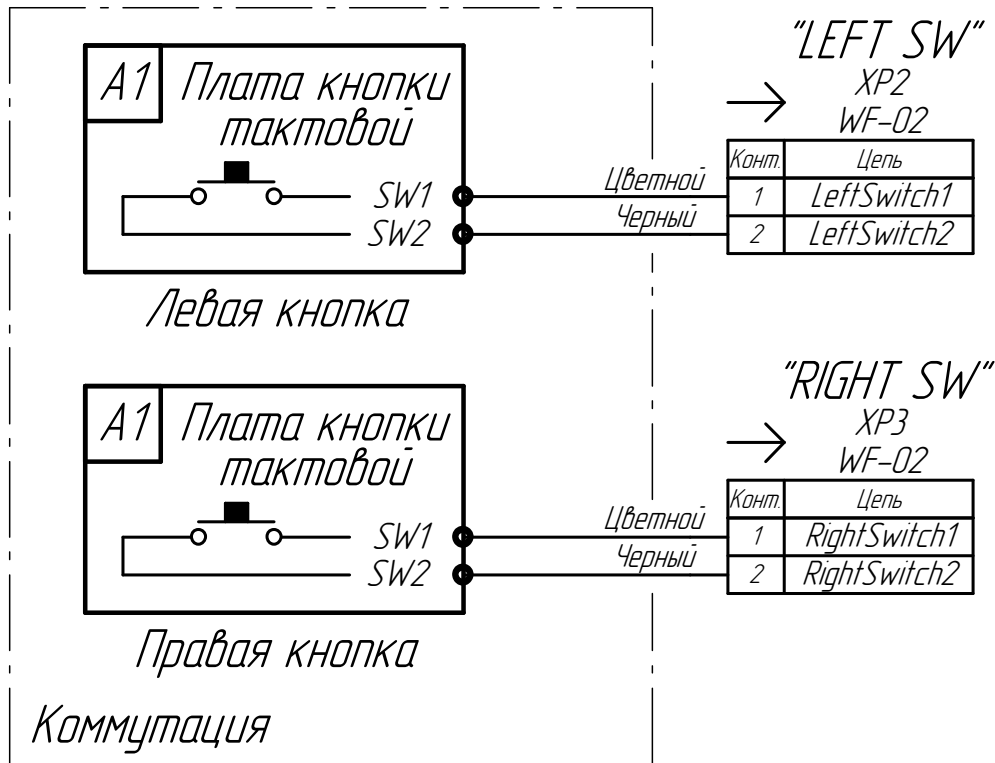 A1
Плата кнопки
тактовой
SW1
SW2
Левая кнопка
Цветной
Черный
"LEFT SW"
XP2
WF-02
Конт. Цепь
1 LeftSwitch1
2 LeftSwitch2
A1
Плата кнопки
тактовой
SW1
SW2
Правая кнопка
Цветной
Черный
"RIGHT SW"
XP3
WF-02
Конт. Цепь
1 RightSwitch1
2 RightSwitch2
Коммутация